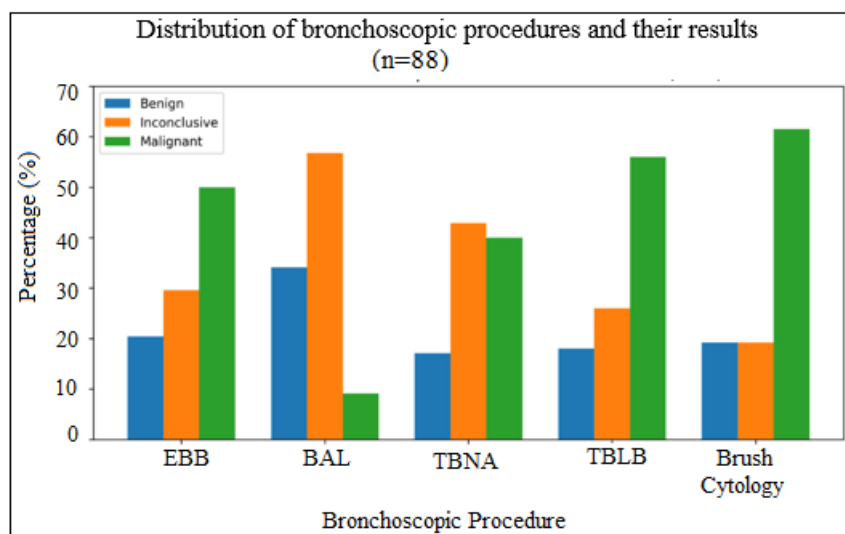 Distribution of bronchoscopic procedures and their results
(n=88)
70
60
50
40
30
20
10
0
Percentage (%)
Benign
Inconclusive
Malignant
EBB BAL TBNA TBLB Brush
Cytology
Bronchoscopic Procedure